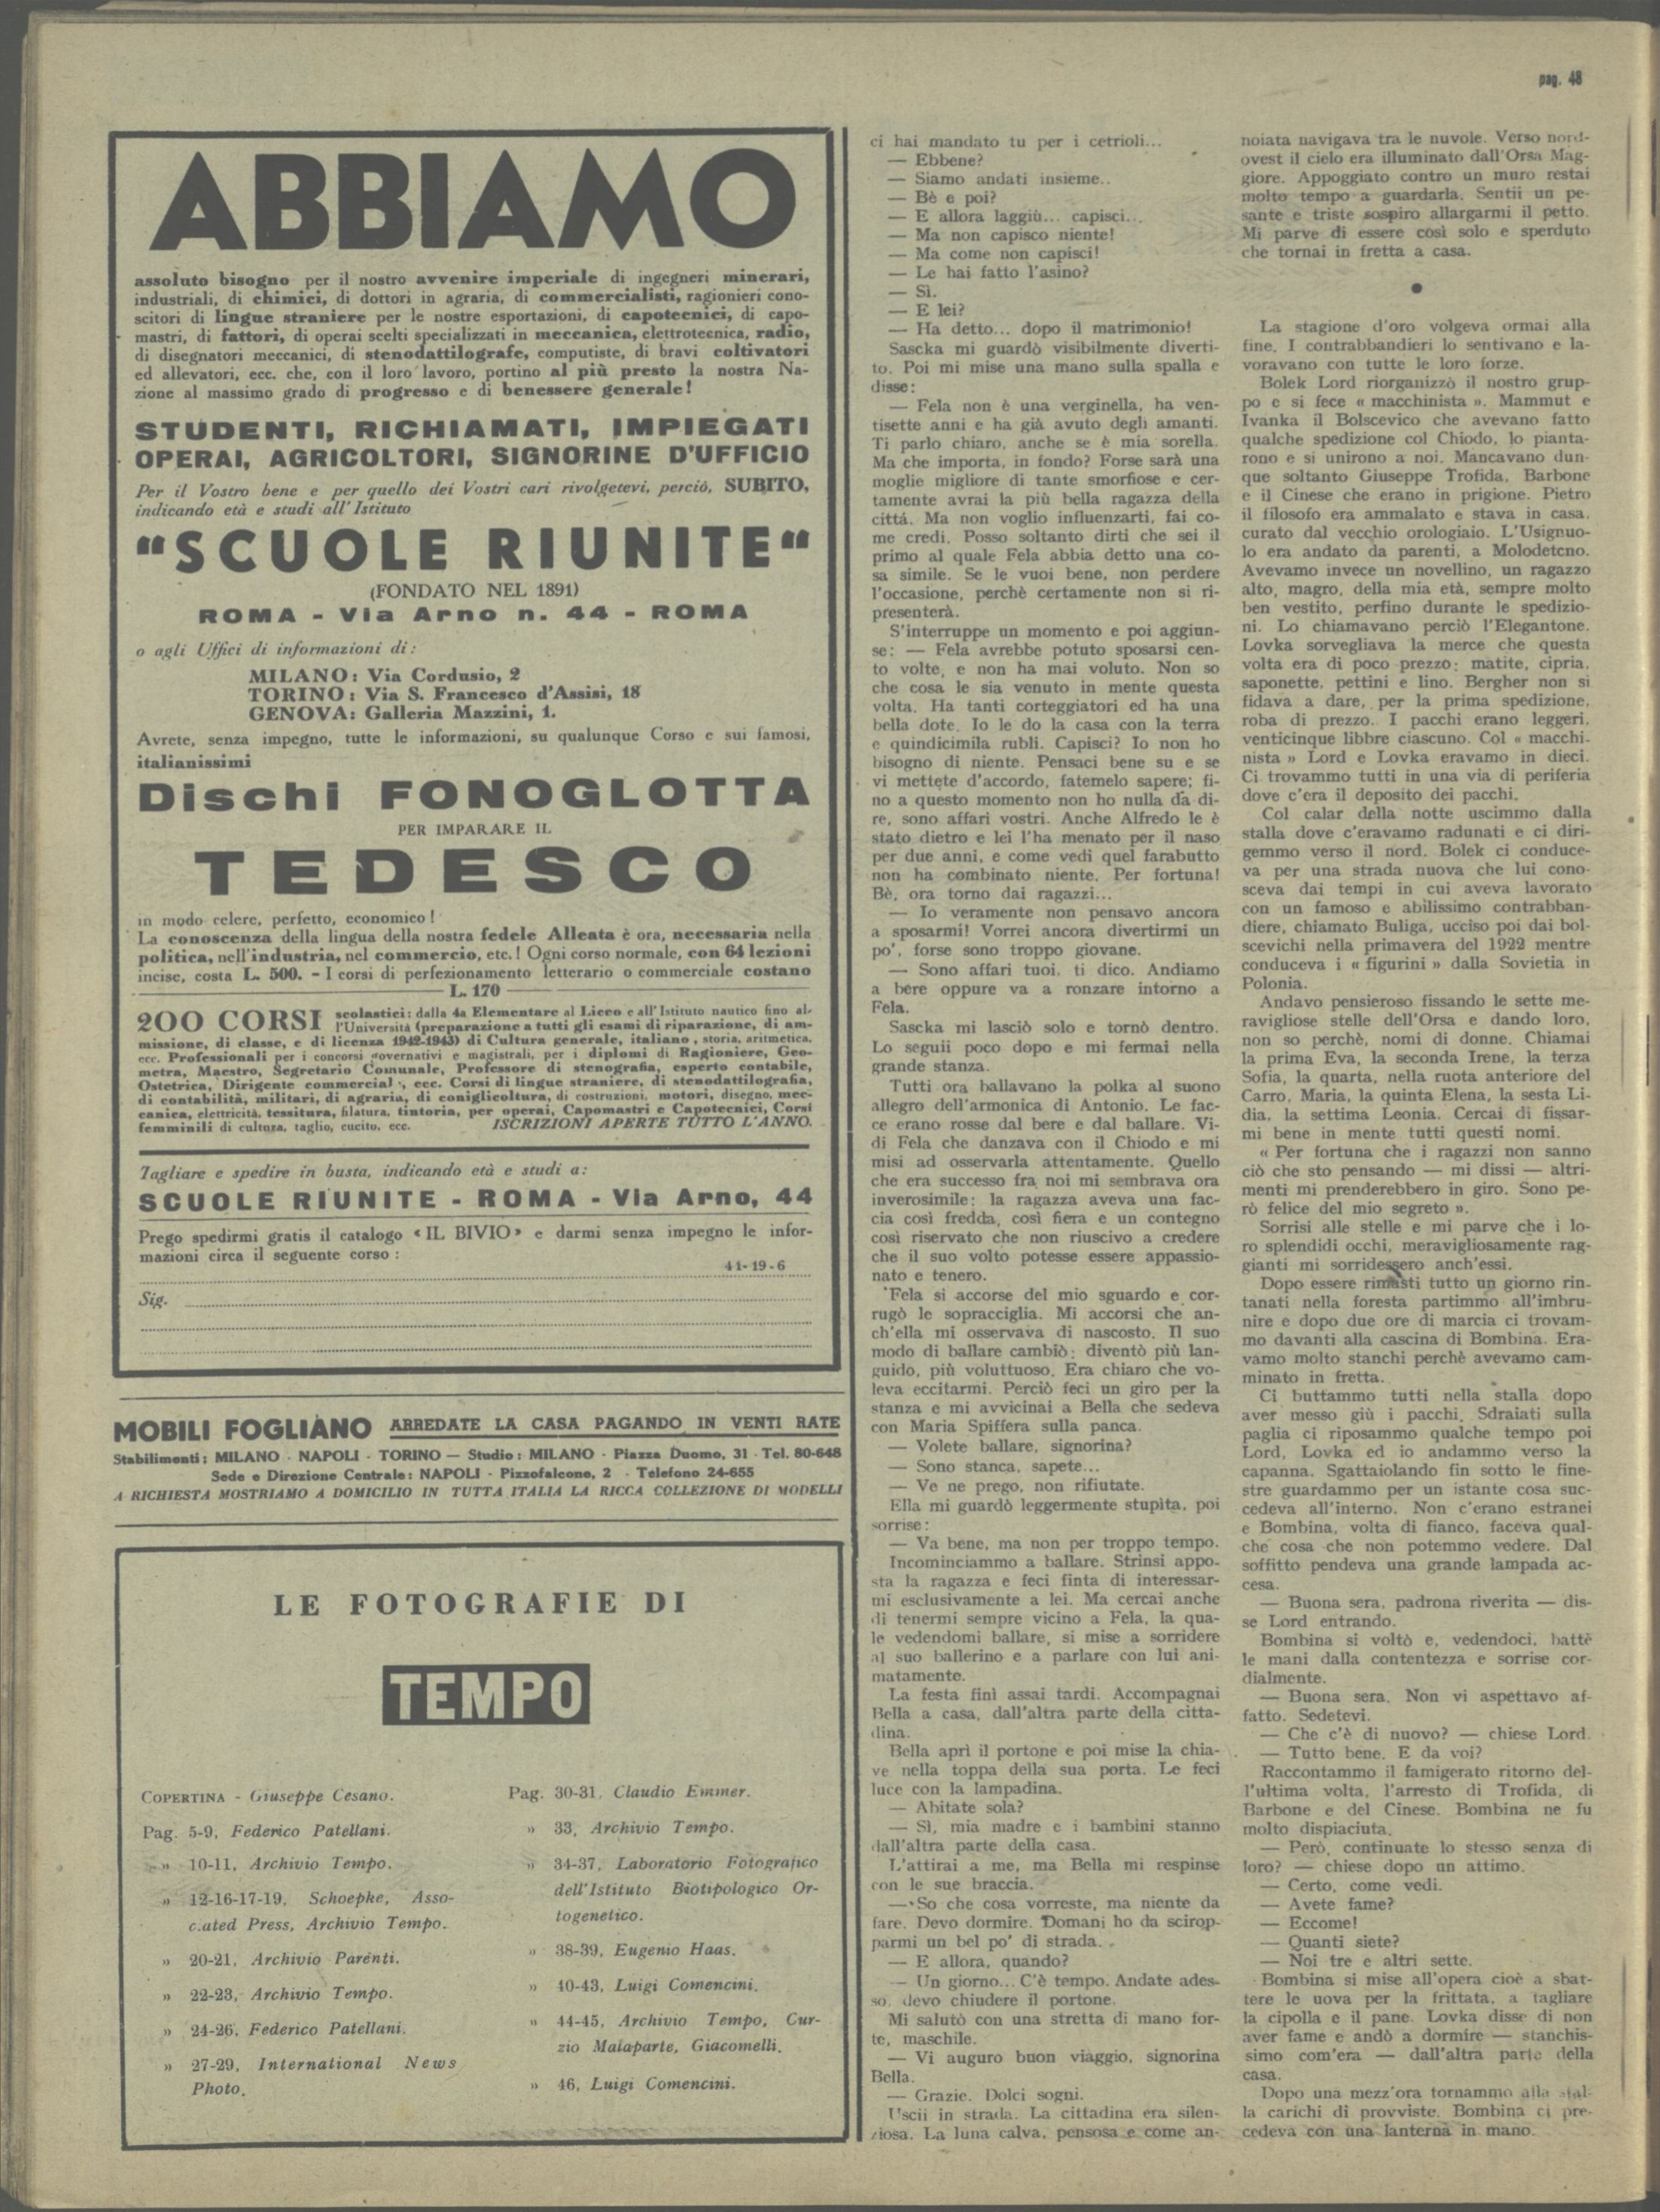 pag. 48
ABBIAMO
assoluto bisogno per il nostro avvenire imperiale di ingegneri minerari,
industriali, di chimici, di dottori in agraria, di commercialisti, ragionieri cono-
scitori di lingue straniere per le nostre esportazioni, di capotecnici, di capo-
mastri, di fattori, di operai scelti specializzati in meccanica, elettrotecnica, radio,
di disegnatori meccanici, di stenodattilografe, computiste, di bravi coltivatori
ed allevatori, ecc. che, con il loro lavoro, portino al più presto la nostra Na-
zione al massimo grado di progresso e di benessere generale!
STUDENTI, RICHIAMATI, IMPIEGATI
OPERAI, AGRICOLTORI, SIGNORINE D'UFFICIO
Per il Vostro bene e per quello dei Vostri cari rivolgetevi, perciò, SUBITO,
indicando età e studi all'Istituto
"SCUOLE RIUNITE"
(FONDATO NEL 1891)
ROMA - Via Arno n. 44 - ROMA
o agli Uffici di informazioni di:
MILANO: Via Cordusio, 2
TORINO: Via S. Francesco d'Assisi, 18
GENOVA: Galleria Mazzini, 1.
Avrete, senza impegno, tutte le informazioni, su qualunque Corso e sui famosi,
italianissimi
Dischi FONOGLOTTA
PER IMPARARE IL
TEDESCO
in modo celere, perfetto, economico!
La conoscenza della lingua della nostra fedele Alleata è ora, necessaria nella
politica, nell'industria, nel commercio, etc.! Ogni corso normale, con 64 lezioni
incise, costa L. 500. - I corsi di perfezionamento letterario o commerciale costano
L. 170
200 CORSI scolastici: dalla 4a Elementare al Liceo e all'Istituto nautico fino al-
l'Università (preparazione a tutti gli esami di riparazione, di am-
missione, di classe, e di licenza 1942-1943) di Cultura generale, italiano, storia, aritmetica,
ecc. Professionali per i concorsi governativi e magistrali, per i diplomi di Ragioniere, Geo-
metra, Maestro, Segretario Comunale, Professore di stenografia, esperto contabile,
Ostetrica, Dirigente commercial , ecc. Corsi di lingue straniere, di stenodattilografia,
di contabilità, militari, di agraria, di coniglicoltura, di costruzioni, motori, disegno, mec-
canica, elettricità, tessitura, filatura, tintoria, per operai, Capomastri e Capotecnici, Corsi
femminili di cultura, taglio, cucito, ecc. ISCRIZIONI APERTE TUTTO L'ANNO.
Tagliare e spedire in busta, indicando età e studi a:
SCUOLE RIUNITE - ROMA - Via Arno, 44
Prego spedirmi gratis il catalogo «IL BIVIO» e darmi senza impegno le infor-
mazioni circa il seguente corso:
41-19-6
Sig.
MOBILI FOGLIANO ARREDATE LA CASA PAGANDO IN VENTI RATE
Stabilimenti: MILANO - NAPOLI - TORINO — Studio: MILANO - Piazza Duomo, 31 - Tel. 80-648
Sede e Direzione Centrale: NAPOLI - Pizzofalcone, 2 - Telefono 24-655
A RICHIESTA MOSTRIAMO A DOMICILIO IN TUTTA ITALIA LA RICCA COLLEZIONE DI MODELLI
LE FOTOGRAFIE DI
TEMPO
COPERTINA - Giuseppe Cesano.
Pag. 5-9, Federico Patellani.
» 10-11, Archivio Tempo.
» 12-16-17-19, Schoepke, Asso-
c.ated Press, Archivio Tempo.
» 20-21, Archivio Parenti.
» 22-23, Archivio Tempo.
» 24-26, Federico Patellani.
» 27-29, International News
Photo.
Pag. 30-31, Claudio Emmer.
» 33, Archivio Tempo.
» 34-37, Laboratorio Fotografico
dell'Istituto Biotipologico Or-
togenetico.
» 38-39, Eugenio Haas.
» 40-43, Luigi Comencini.
» 44-45, Archivio Tempo, Cur-
zio Malaparte, Giacomelli.
» 46, Luigi Comencini.
ci hai mandato tu per i cetrioli...
— Ebbene?
— Siamo andati insieme..
— Bè e poi?
— E allora laggiù... capisci...
— Ma non capisco niente!
— Ma come non capisci!
— Le hai fatto l'asino?
— Sì.
— E lei?
— Ha detto... dopo il matrimonio!
Sascka mi guardò visibilmente diverti-
to. Poi mi mise una mano sulla spalla e
disse:
— Fela non è una verginella, ha ven-
tisette anni e ha già avuto degli amanti.
Ti parlo chiaro, anche se è mia sorella.
Ma che importa, in fondo? Forse sarà una
moglie migliore di tante smorfiose e cer-
tamente avrai la più bella ragazza della
città. Ma non voglio influenzarti, fai co-
me credi. Posso soltanto dirti che sei il
primo al quale Fela abbia detto una co-
sa simile. Se le vuoi bene, non perdere
l'occasione, perchè certamente non si ri-
presenterà.
S'interruppe un momento e poi aggiun-
se: — Fela avrebbe potuto sposarsi cen-
to volte, e non ha mai voluto. Non so
che cosa le sia venuto in mente questa
volta. Ha tanti corteggiatori ed ha una
bella dote. Io le do la casa con la terra
e quindicimila rubli. Capisci? Io non ho
bisogno di niente. Pensaci bene su e se
vi mettete d'accordo, fatemelo sapere; fi-
no a questo momento non ho nulla da di-
re, sono affari vostri. Anche Alfredo le è
stato dietro e lei l'ha menato per il naso
per due anni, e come vedi quel farabutto
non ha combinato niente. Per fortuna!
Bè, ora torno dai ragazzi...
— Io veramente non pensavo ancora
a sposarmi! Vorrei ancora divertirmi un
po', forse sono troppo giovane.
— Sono affari tuoi, ti dico. Andiamo
a bere oppure va a ronzare intorno a
Fela.
Sascka mi lasciò solo e tornò dentro.
Lo seguii poco dopo e mi fermai nella
grande stanza.
Tutti ora ballavano la polka al suono
allegro dell'armonica di Antonio. Le fac-
ce erano rosse dal bere e dal ballare. Vi-
di Fela che danzava con il Chiodo e mi
misi ad osservarla attentamente. Quello
che era successo fra noi mi sembrava ora
inverosimile: la ragazza aveva una fac-
cia così fredda, così fiera e un contegno
così riservato che non riuscivo a credere
che il suo volto potesse essere appassio-
nato e tenero.
Fela si accorse del mio sguardo e cor-
rugò le sopracciglia. Mi accorsi che an-
ch'ella mi osservava di nascosto. Il suo
modo di ballare cambiò; diventò più lan-
guido, più voluttuoso. Era chiaro che vo-
leva eccitarmi. Perciò feci un giro per la
stanza e mi avvicinai a Bella che sedeva
con Maria Spiffera sulla panca.
— Volete ballare, signorina?
— Sono stanca, sapete...
— Ve ne prego, non rifiutate.
Ella mi guardò leggermente stupita, poi
sorrise:
— Va bene, ma non per troppo tempo.
Incominciammo a ballare. Strinsi appo-
sta la ragazza e feci finta di interessar-
mi esclusivamente a lei. Ma cercai anche
di tenermi sempre vicino a Fela, la qua-
le vedendomi ballare, si mise a sorridere
al suo ballerino e a parlare con lui ani-
matamente.
La festa finì assai tardi. Accompagnai
Bella a casa, dall'altra parte della citta-
dina.
Bella aprì il portone e poi mise la chia-
ve nella toppa della sua porta. Le feci
luce con la lampadina.
— Abitate sola?
— Sì, mia madre e i bambini stanno
dall'altra parte della casa.
L'attirai a me, ma Bella mi respinse
con le sue braccia.
— So che cosa vorreste, ma niente da
fare. Devo dormire. Domani ho da scirop-
parmi un bel po' di strada.
— E allora, quando?
— Un giorno... C'è tempo. Andate ades-
so, devo chiudere il portone.
Mi salutò con una stretta di mano for-
te, maschile.
— Vi auguro buon viaggio, signorina
Bella.
— Grazie. Dolci sogni.
Uscii in strada. La cittadina era silen-
ziosa. La luna calva, pensosa e come an-
noiata navigava tra le nuvole. Verso nord-
ovest il cielo era illuminato dall'Orsa Mag-
giore. Appoggiato contro un muro restai
molto tempo a guardarla. Sentii un pe-
sante e triste sospiro allargarmi il petto.
Mi parve di essere così solo e sperduto
che tornai in fretta a casa.
●
La stagione d'oro volgeva ormai alla
fine. I contrabbandieri lo sentivano e la-
voravano con tutte le loro forze.
Bolek Lord riorganizzò il nostro grup-
po e si fece « macchinista ». Mammut e
Ivanka il Bolscevico che avevano fatto
qualche spedizione col Chiodo, lo pianta-
rono e si unirono a noi. Mancavano dun-
que soltanto Giuseppe Trofida, Barbone
e il Cinese che erano in prigione. Pietro
il filosofo era ammalato e stava in casa,
curato dal vecchio orologiaio. L'Usignuo-
lo era andato da parenti, a Molodetcno.
Avevamo invece un novellino, un ragazzo
alto, magro, della mia età, sempre molto
ben vestito, perfino durante le spedizio-
ni. Lo chiamavano perciò l'Elegantone.
Lovka sorvegliava la merce che questa
volta era di poco prezzo: matite, cipria,
saponette, pettini e lino. Bergher non si
fidava a dare, per la prima spedizione,
roba di prezzo. I pacchi erano leggeri,
venticinque libbre ciascuno. Col « macchi-
nista » Lord e Lovka eravamo in dieci.
Ci trovammo tutti in una via di periferia
dove c'era il deposito dei pacchi.
Col calar della notte uscimmo dalla
stalla dove c'eravamo radunati e ci diri-
gemmo verso il nord. Bolek ci conduce-
va per una strada nuova che lui cono-
sceva dai tempi in cui aveva lavorato
con un famoso e abilissimo contrabban-
diere, chiamato Buliga, ucciso poi dai bol-
scevichi nella primavera del 1922 mentre
conduceva i « figurini » dalla Sovietia in
Polonia.
Andavo pensieroso fissando le sette me-
ravigliose stelle dell'Orsa e dando loro,
non so perchè, nomi di donne. Chiamai
la prima Eva, la seconda Irene, la terza
Sofia, la quarta, nella ruota anteriore del
Carro, Maria, la quinta Elena, la sesta Li-
dia, la settima Leonia. Cercai di fissar-
mi bene in mente tutti questi nomi.
« Per fortuna che i ragazzi non sanno
ciò che sto pensando — mi dissi — altri-
menti mi prenderebbero in giro. Sono pe-
rò felice del mio segreto ».
Sorrisi alle stelle e mi parve che i lo-
ro splendidi occhi, meravigliosamente rag-
gianti mi sorridessero anch'essi.
Dopo essere rimasti tutto un giorno rin-
tanati nella foresta partimmo all'imbru-
nire e dopo due ore di marcia ci trovam-
mo davanti alla cascina di Bombina. Era-
vamo molto stanchi perchè avevamo cam-
minato in fretta.
Ci buttammo tutti nella stalla dopo
aver messo giù i pacchi. Sdraiati sulla
paglia ci riposammo qualche tempo poi
Lord, Lovka ed io andammo verso la
capanna. Sgattaiolando fin sotto le fine-
stre guardammo per un istante cosa suc-
cedeva all'interno. Non c'erano estranei
e Bombina, volta di fianco, faceva qual-
che cosa che non potemmo vedere. Dal
soffitto pendeva una grande lampada ac-
cesa.
— Buona sera, padrona riverita — dis-
se Lord entrando.
Bombina si voltò e, vedendoci, battè
le mani dalla contentezza e sorrise cor-
dialmente.
— Buona sera. Non vi aspettavo af-
fatto. Sedetevi.
— Che c'è di nuovo? — chiese Lord.
— Tutto bene. E da voi?
Raccontammo il famigerato ritorno del-
l'ultima volta, l'arresto di Trofida, di
Barbone e del Cinese. Bombina ne fu
molto dispiaciuta.
— Però, continuate lo stesso senza di
loro? — chiese dopo un attimo.
— Certo, come vedi.
— Avete fame?
— Eccome!
— Quanti siete?
— Noi tre e altri sette.
Bombina si mise all'opera cioè a sbat-
tere le uova per la frittata, a tagliare
la cipolla e il pane. Lovka disse di non
aver fame e andò a dormire — stanchis-
simo com'era — dall'altra parte della
casa.
Dopo una mezz'ora tornammo alla stal-
la carichi di provviste. Bombina ci pre-
cedeva con una lanterna in mano.